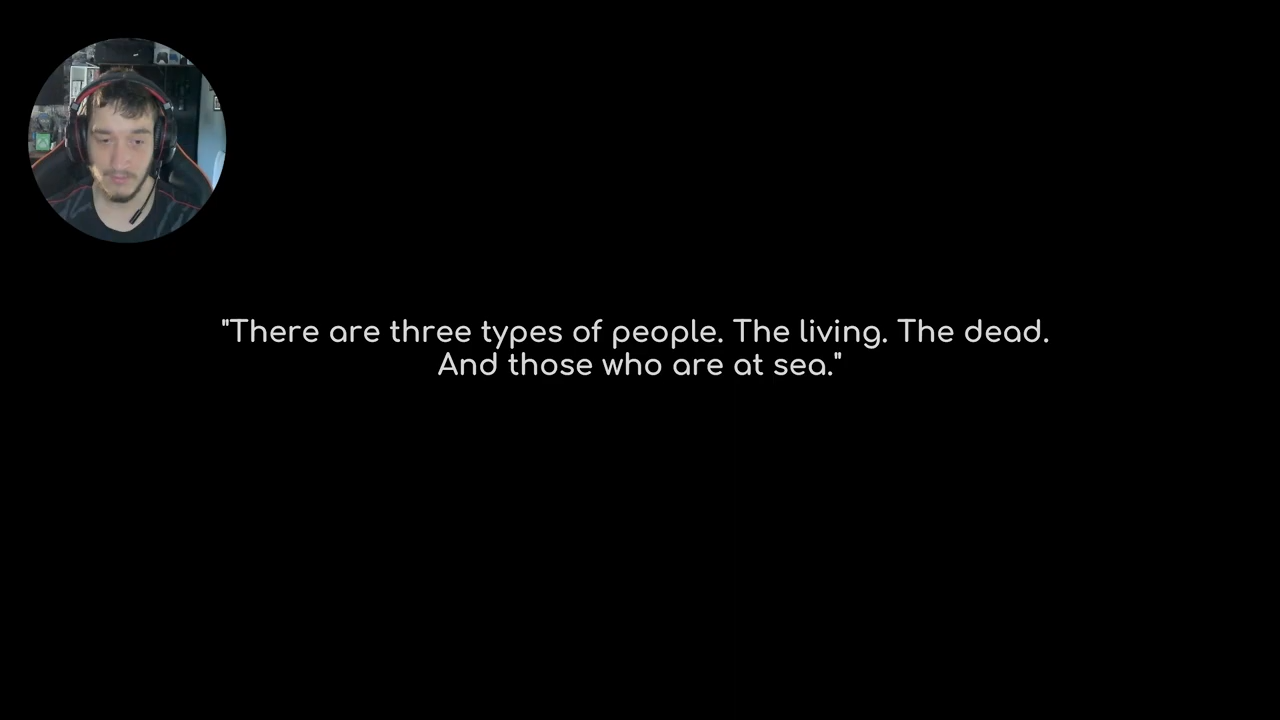 "There are three types of people. The living. The dead.
And those who are at sea."